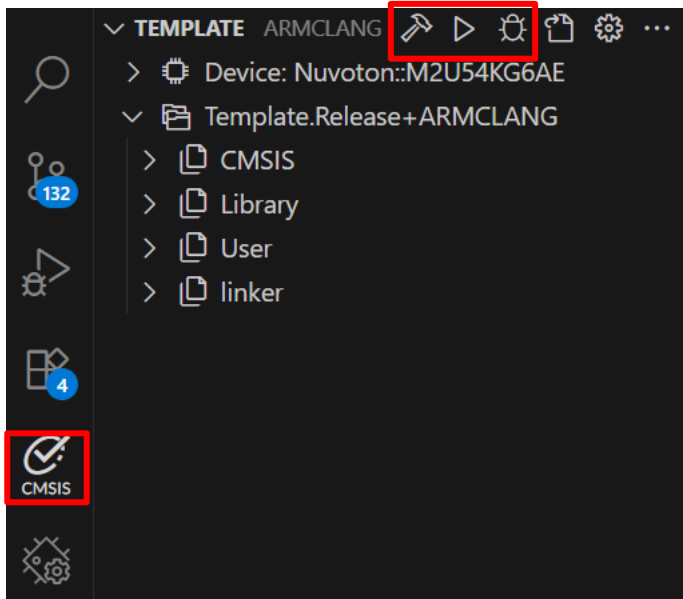 TEMPLATE ARMCLANG
Device: Nuvoton::M2U54KG6AE
Template.Release+ARMCLANG
CMSIS
Library
User
linker
132
4
CMSIS